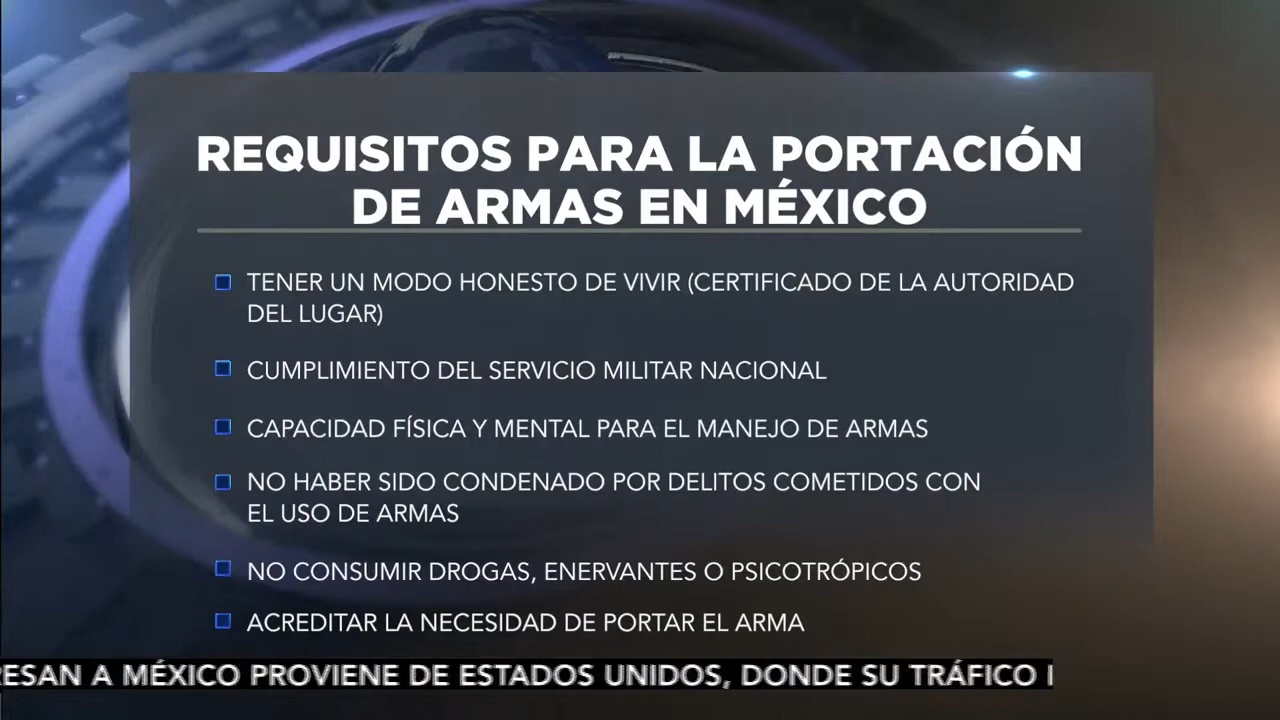 REQUISITOS PARA LA PORTACIÓN
DE ARMAS EN MÉXICO
TENER UN MODO HONESTO DE VIVIR (CERTIFICADO DE LA AUTORIDAD
DEL LUGAR)
CUMPLIMIENTO DEL SERVICIO MILITAR NACIONAL
CAPACIDAD FÍSICA Y MENTAL PARA EL MANEJO DE ARMAS
NO HABER SIDO CONDENADO POR DELITOS COMETIDOS CON
EL USO DE ARMAS
NO CONSUMIR DROGAS, ENERVANTES O PSICOTRÓPICOS
ACREDITAR LA NECESIDAD DE PORTAR EL ARMA
RESAN A MÉXICO PROVIENE DE ESTADOS UNIDOS, DONDE SU TRÁFICO